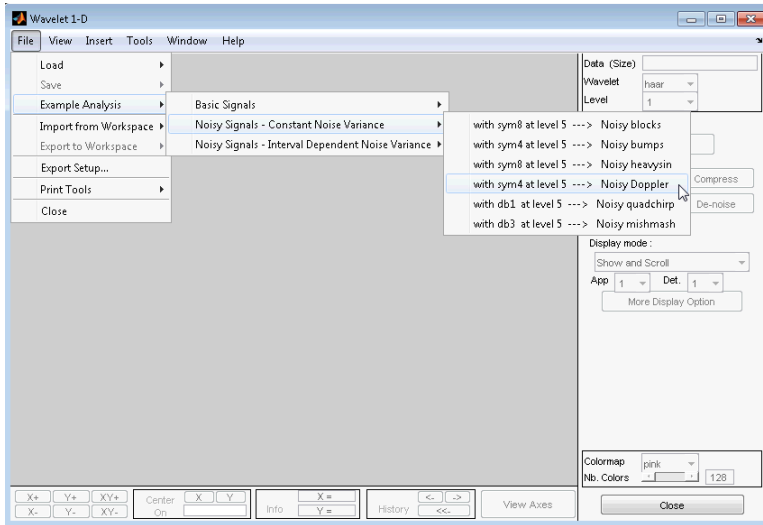 Wavelet 1-D
File View Insert Tools Window Help
Load
Save
Example Analysis
Import from Workspace
Export to Workspace
Export Setup...
Print Tools
Close
Basic Signals
Noisy Signals - Constant Noise Variance
Noisy Signals - Interval Dependent Noise Variance
with sym8 at level 5 ---> Noisy blocks
with sym4 at level 5 ---> Noisy bumps
with sym8 at level 5 ---> Noisy heavysin
with sym4 at level 5 ---> Noisy Doppler
with db1 at level 5 ---> Noisy quadchirp
with db3 at level 5 ---> Noisy mishmash
Data (Size)
Wavelet haar
Level 1
Compress
De-noise
Display mode :
Show and Scroll
App 1 Det. 1
More Display Option
Colormap pink
Nb. Colors 128
Close
X+ Y+ XY+
X- Y- XY-
Center On X Y
Info X = Y =
History <- -> <<-
View Axes